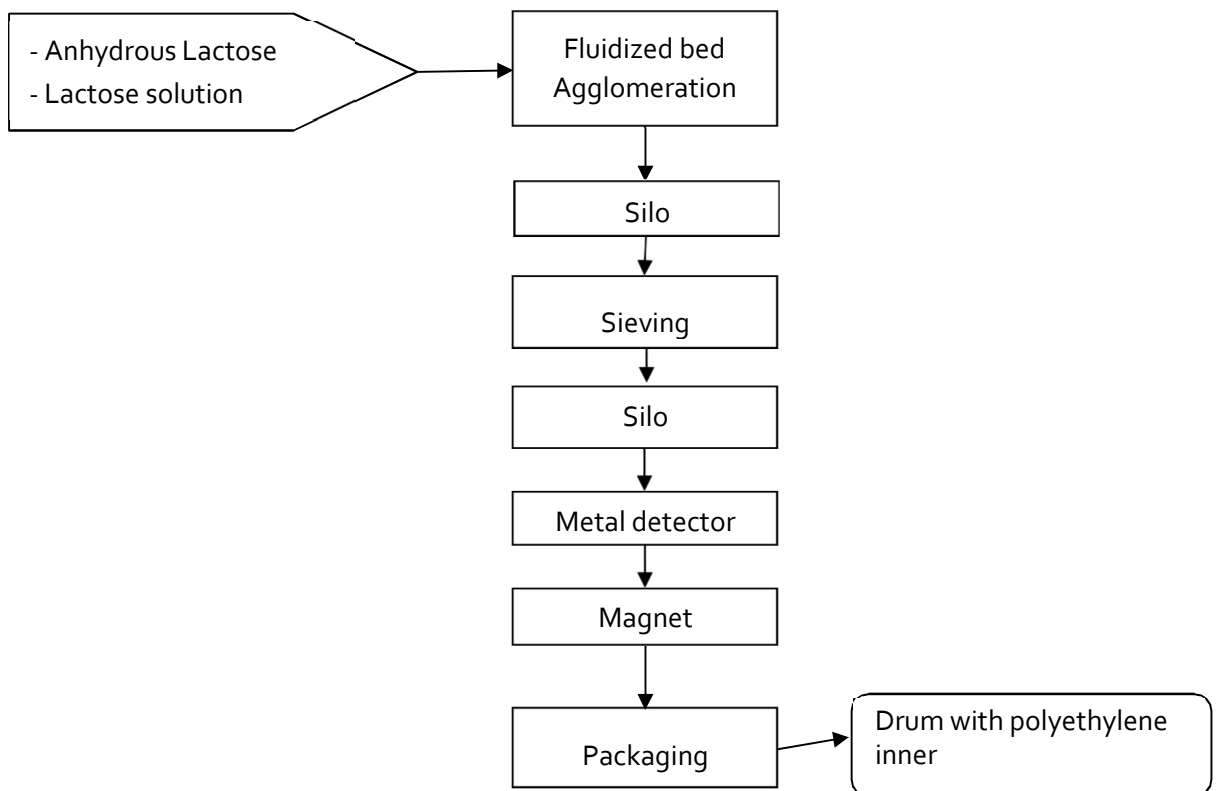 - Anhydrous Lactose
- Lactose solution
Fluidized bed
Agglomeration
Silo
Sieving
Silo
Metal detector
Magnet
Packaging
Drum with polyethylene
inner